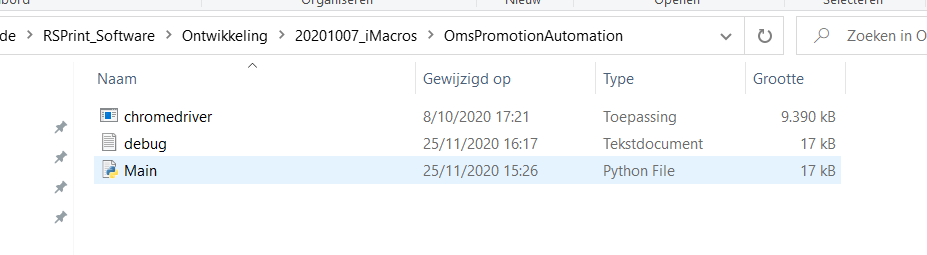 Organiseren Nieuw Openen Selecteren
de > RSPrint_Software > Ontwikkeling > 20201007_iMacros > OmsPromotionAutomation Zoeken in O
Naam Gewijzigd op Type Grootte
chromedriver 8/10/2020 17:21 Toepassing 9.390 kB
debug 25/11/2020 16:17 Tekstdocument 17 kB
Main 25/11/2020 15:26 Python File 17 kB